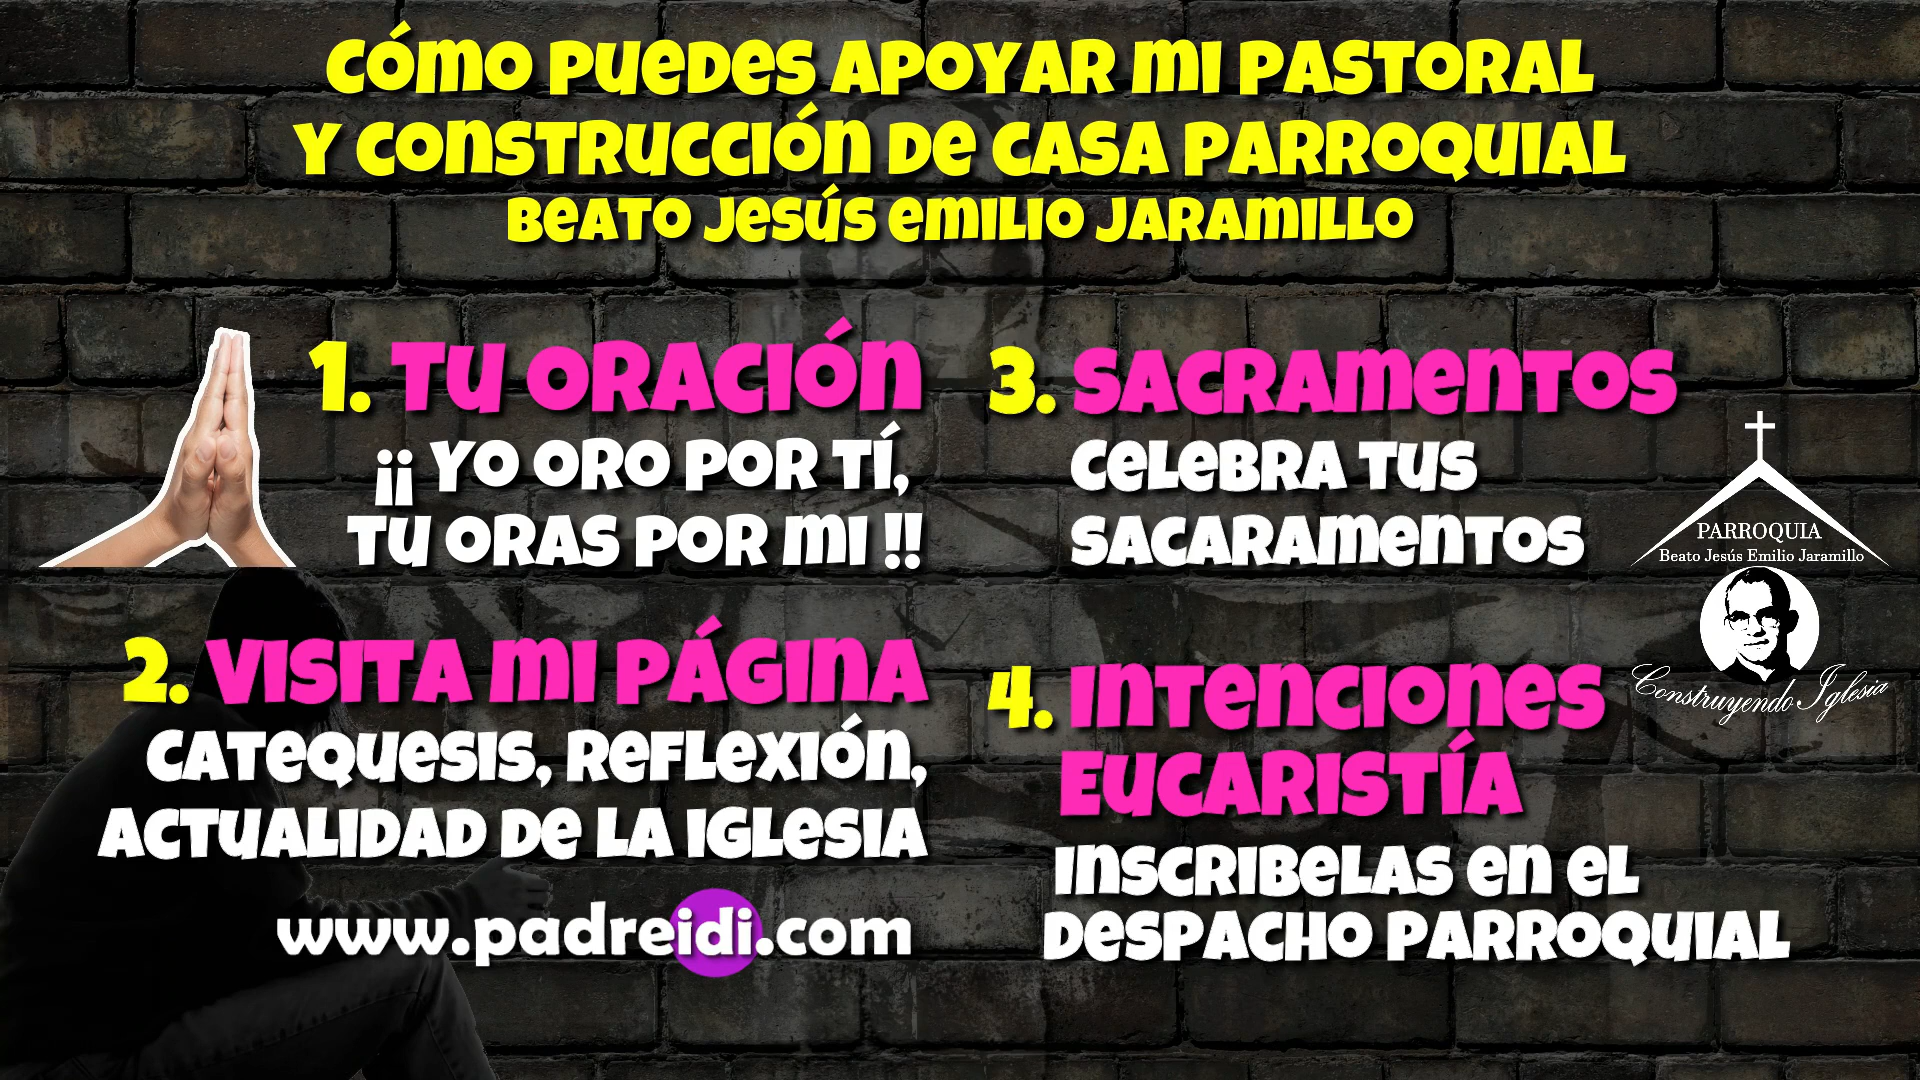 CÓMO PUEDES APOYAR MI PASTORAL
Y CONSTRUCCIÓN DE CASA PARROQUIAL
BEATO JESÚS EMILIO JARAMILLO
1. TU ORACIÓN
¡¡ YO ORO POR TÍ,
TU ORAS POR MI !!
2. VISITA MI PÁGINA
CATEQUESIS, REFLEXIÓN,
ACTUALIDAD DE LA IGLESIA
www.padreidi.com
3. SACRAMENTOS
CELEBRA TUS
SACARAMENTOS
4. INTENCIONES
EUCARISTÍA
INSCRIBELAS EN EL
DESPACHO PARROQUIAL
PARROQUIA
Beato Jesús Emilio Jaramillo
Construyendo Iglesia